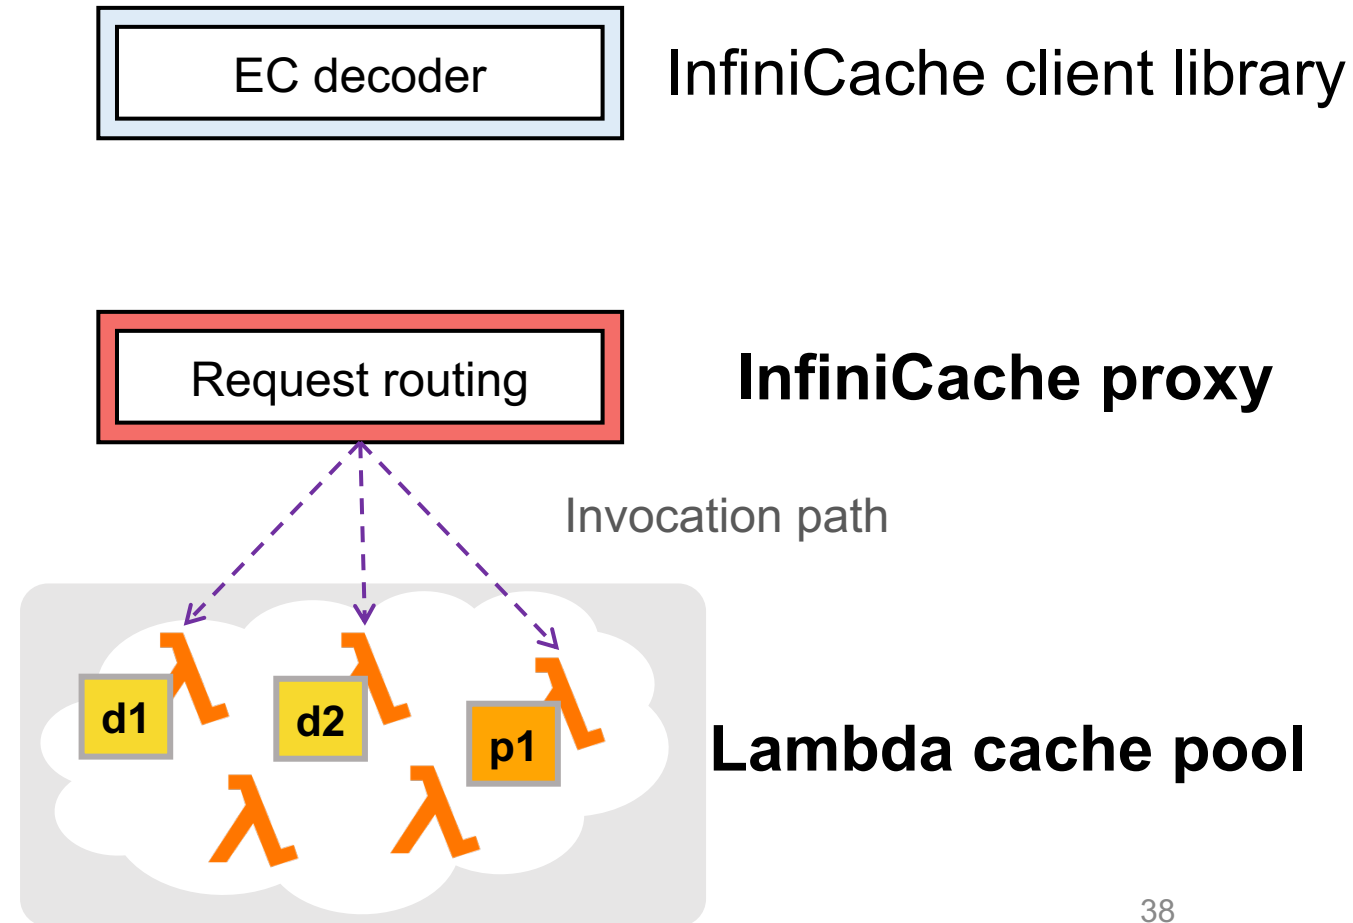 EC decoder
InfiniCache client library
Request routing
InfiniCache proxy
Invocation path
λ λ λ
d1
d2
p1
Lambda cache pool
λ λ
38